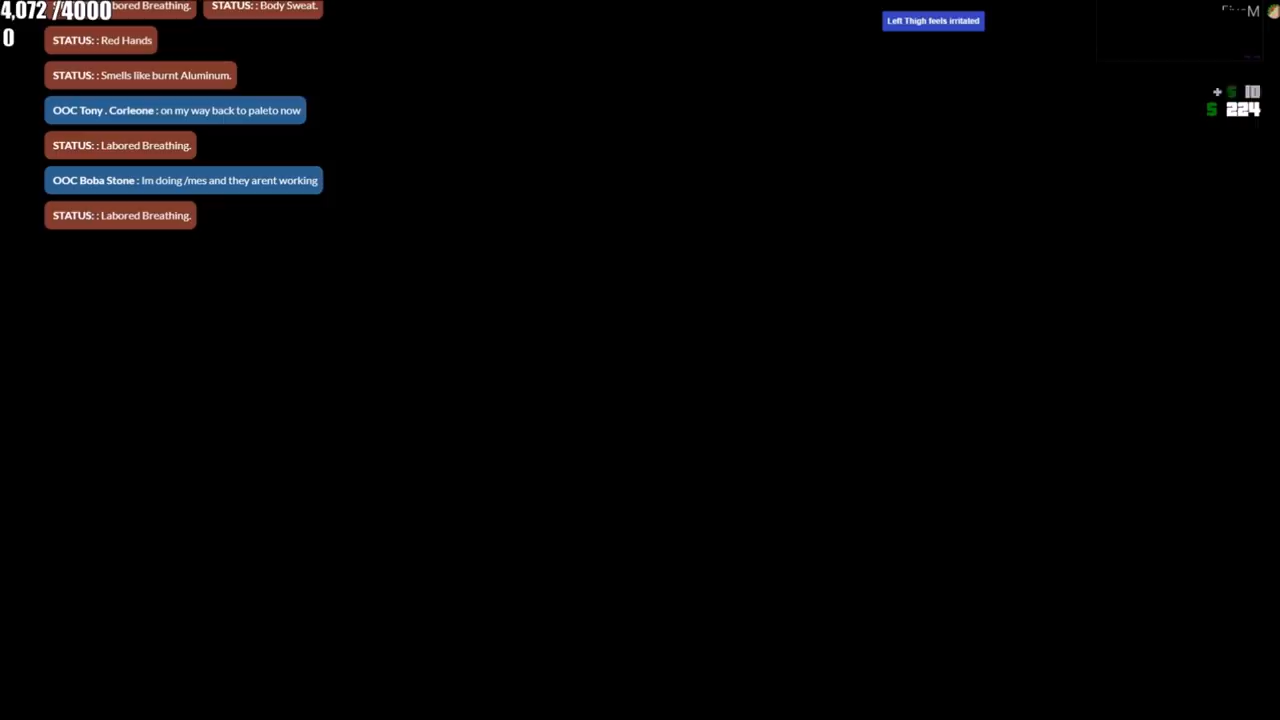 4,072 /4000
bored Breathing. STATUS: : Body Sweat.
0
STATUS: : Red Hands
STATUS: : Smells like burnt Aluminum.
OOC Tony . Corleone : on my way back to paleto now
STATUS: : Labored Breathing.
OOC Boba Stone : Im doing /mes and they arent working
STATUS: : Labored Breathing.
Left Thigh feels irritated
FiveM
+ $ 10
$ 224